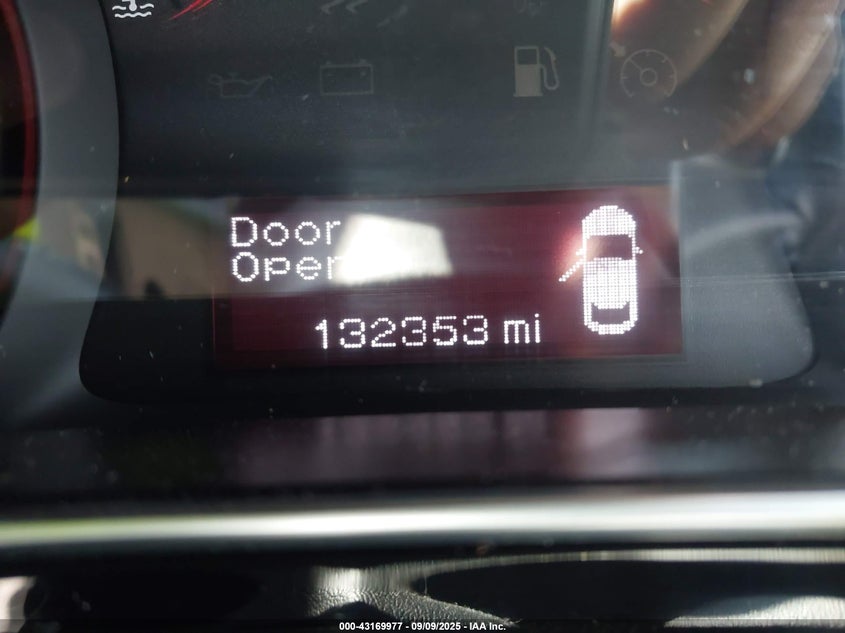 Door
Open
132353 mi
000-43169977 - 09/09/2025 - IAA Inc.